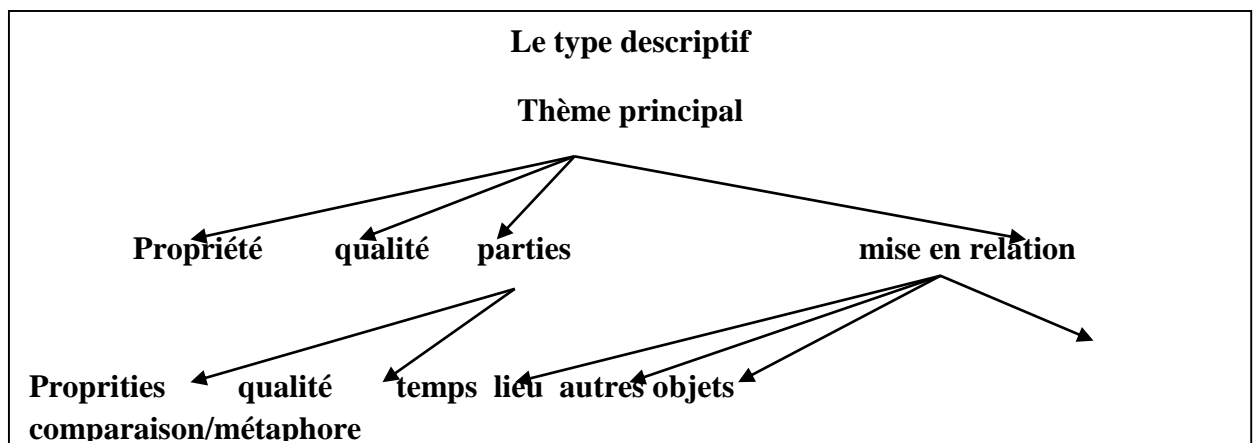 Le type descriptif
Thème principal
Propriété qualité parties mise en relation
Proprities qualité temps lieu autres objets
comparaison/métaphore